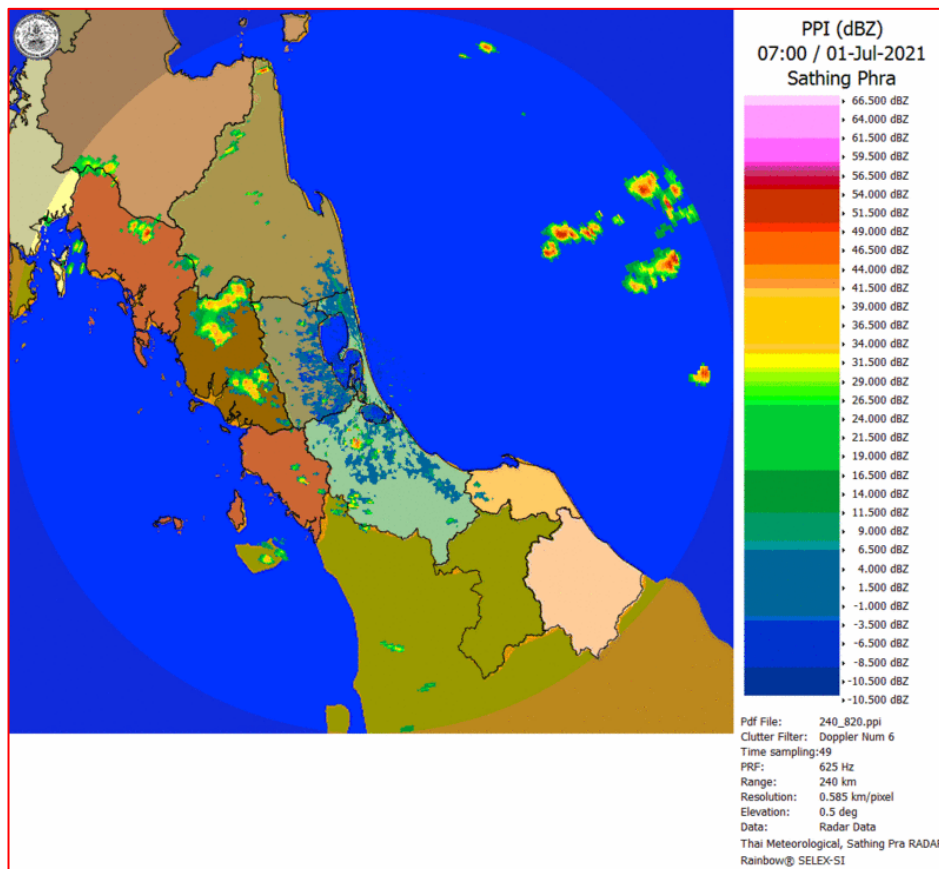 PPI (dBZ)
07:00 / 01-Jul-2021
Sathing Phra
66.500 dBZ
64.000 dBZ
61.500 dBZ
59.500 dBZ
56.500 dBZ
54.000 dBZ
51.500 dBZ
49.000 dBZ
46.500 dBZ
44.000 dBZ
41.500 dBZ
39.000 dBZ
36.500 dBZ
34.000 dBZ
31.500 dBZ
29.000 dBZ
26.500 dBZ
24.000 dBZ
21.500 dBZ
19.000 dBZ
16.500 dBZ
14.000 dBZ
11.500 dBZ
9.000 dBZ
6.500 dBZ
4.000 dBZ
1.500 dBZ
-1.000 dBZ
-3.500 dBZ
-6.500 dBZ
-8.500 dBZ
-10.500 dBZ
-10.500 dBZ
Pdf File: 240_820.ppi
Clutter Filter: Doppler Num 6
Time sampling:49
PRF: 625 Hz
Range: 240 km
Resolution: 0.585 km/pixel
Elevation: 0.5 deg
Data: Radar Data
Thai Meteorological, Sathing Pra RADAR
Rainbow® SELEX-SI